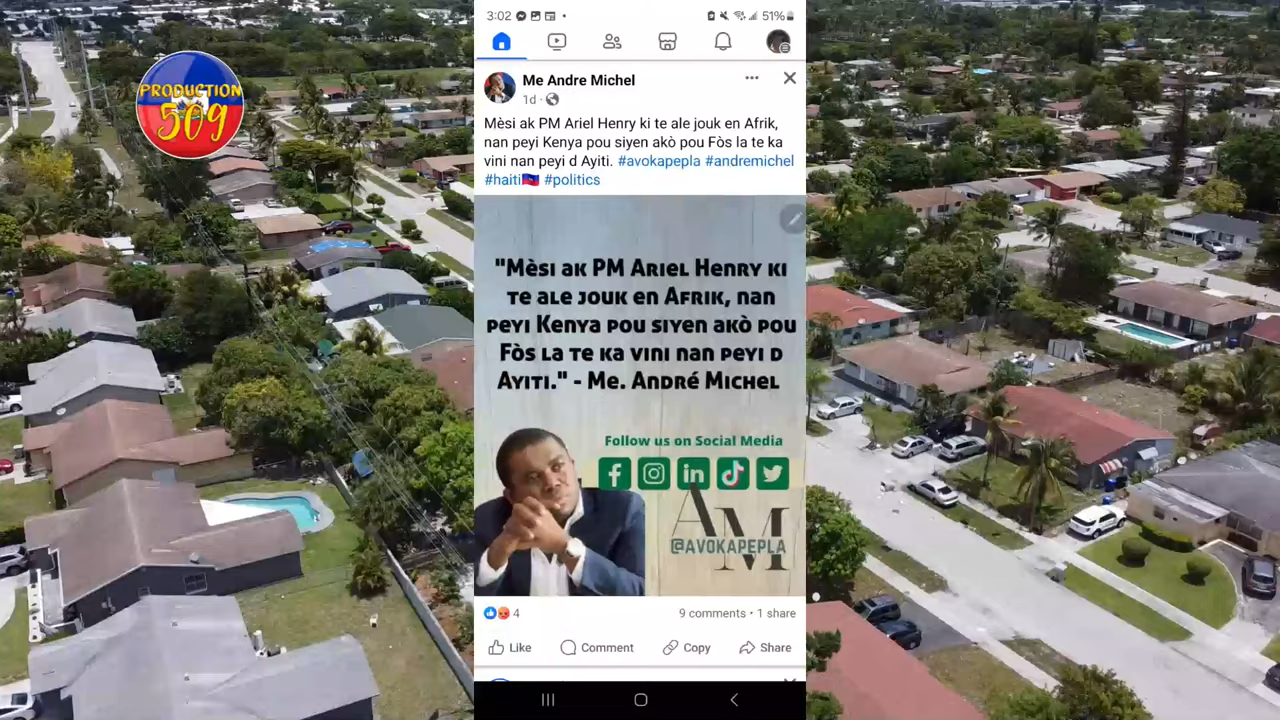 PRODUCTION
509
3:02
51%
Me Andre Michel
1d ·
Mèsi ak PM Ariel Henry ki te ale jouk en Afrik,
nan peyi Kenya pou siyen akò pou Fòs la te ka
vini nan peyi d Ayiti. #avokapepla #andremichel
#haiti🇭🇹 #politics
"Mèsi ak PM Ariel Henry ki
te ale jouk en Afrik, nan
peyi Kenya pou siyen akò pou
Fòs la te ka vini nan peyi d
Ayiti." - Me. André Michel
Follow us on Social Media
AM
@AVOKAPEPLA
4
9 comments • 1 share
Like
Comment
Copy
Share